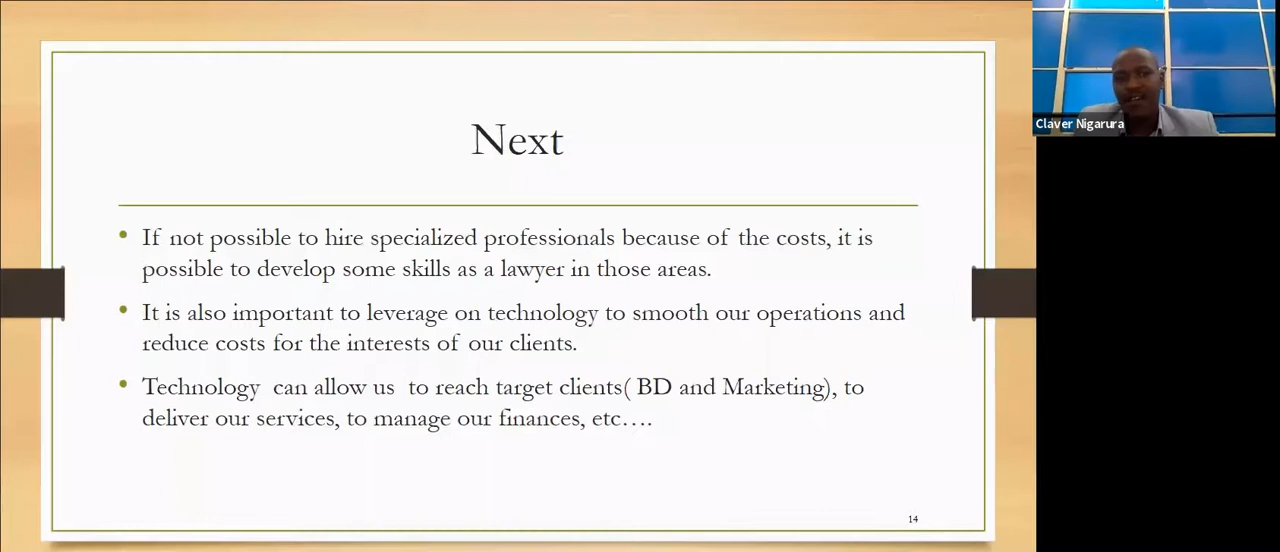 Next
If not possible to hire specialized professionals because of the costs, it is
possible to develop some skills as a lawyer in those areas.
It is also important to leverage on technology to smooth our operations and
reduce costs for the interests of our clients.
Technology can allow us to reach target clients( BD and Marketing), to
deliver our services, to manage our finances, etc….
14
Claver Nigarura